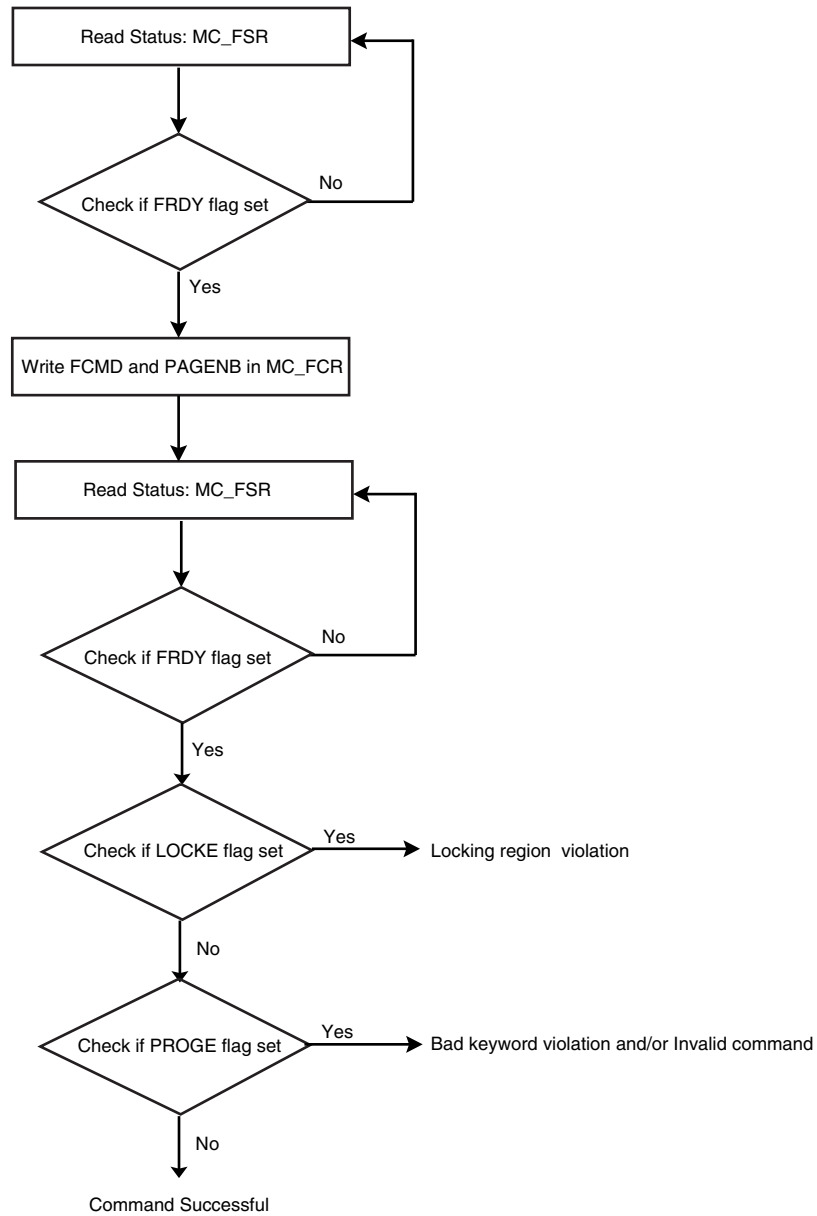 Read Status: MC_FSR
No
Check if FRDY flag set
Yes
Write FCMD and PAGENB in MC_FCR
Read Status: MC_FSR
No
Check if FRDY flag set
Yes
Yes
Check if LOCKE flag set
Locking region violation
No
Yes
Check if PROGE flag set
Bad keyword violation and/or Invalid command
No
Command Successful